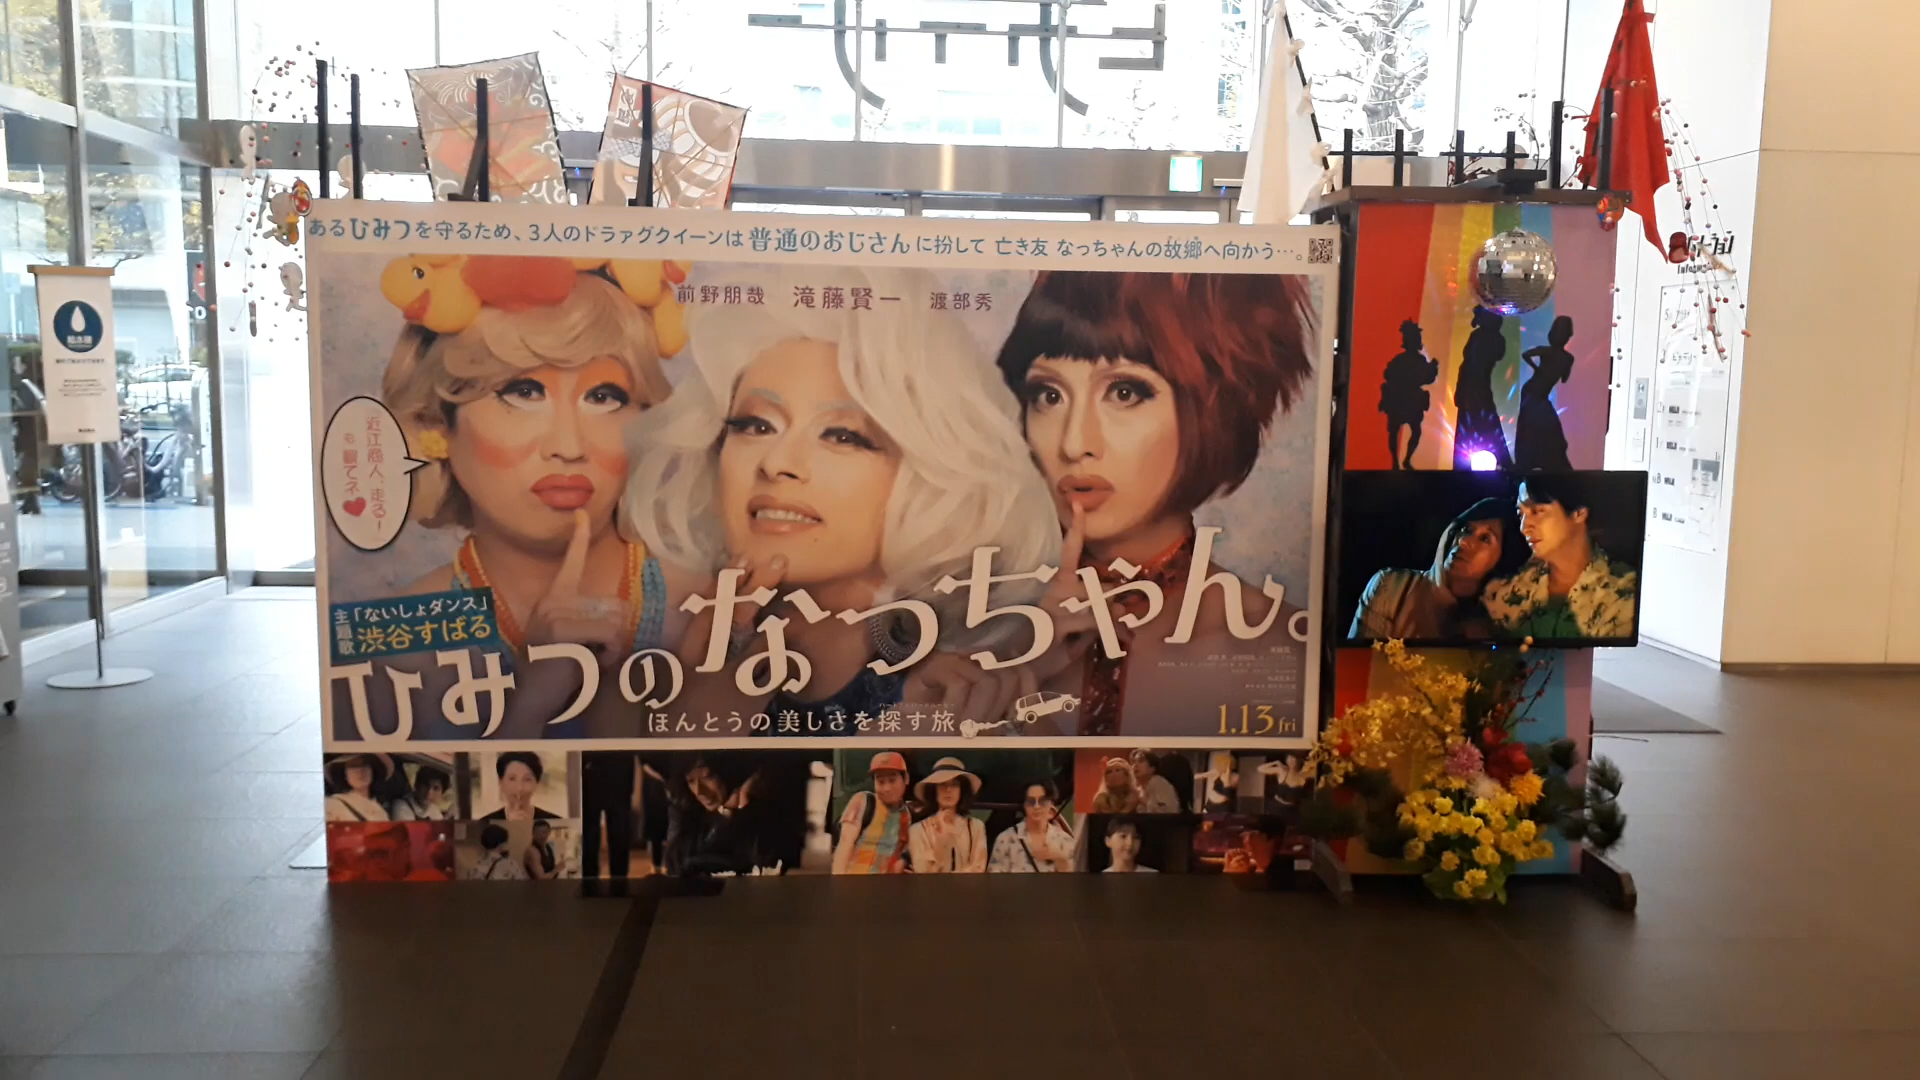 あるひみつを守るため、3人のドラァグクイーンは普通のおじさんに扮して 亡き友 なっちゃんの故郷へ向かう…。
前野朋哉 滝藤賢一 渡部秀
近江商人、走る!
も観てネ
主題歌「ないしょダンス」
渋谷すばる
ひみつのなっちゃん。
ほんとうの美しさを探す旅
1.13 fri
給水機